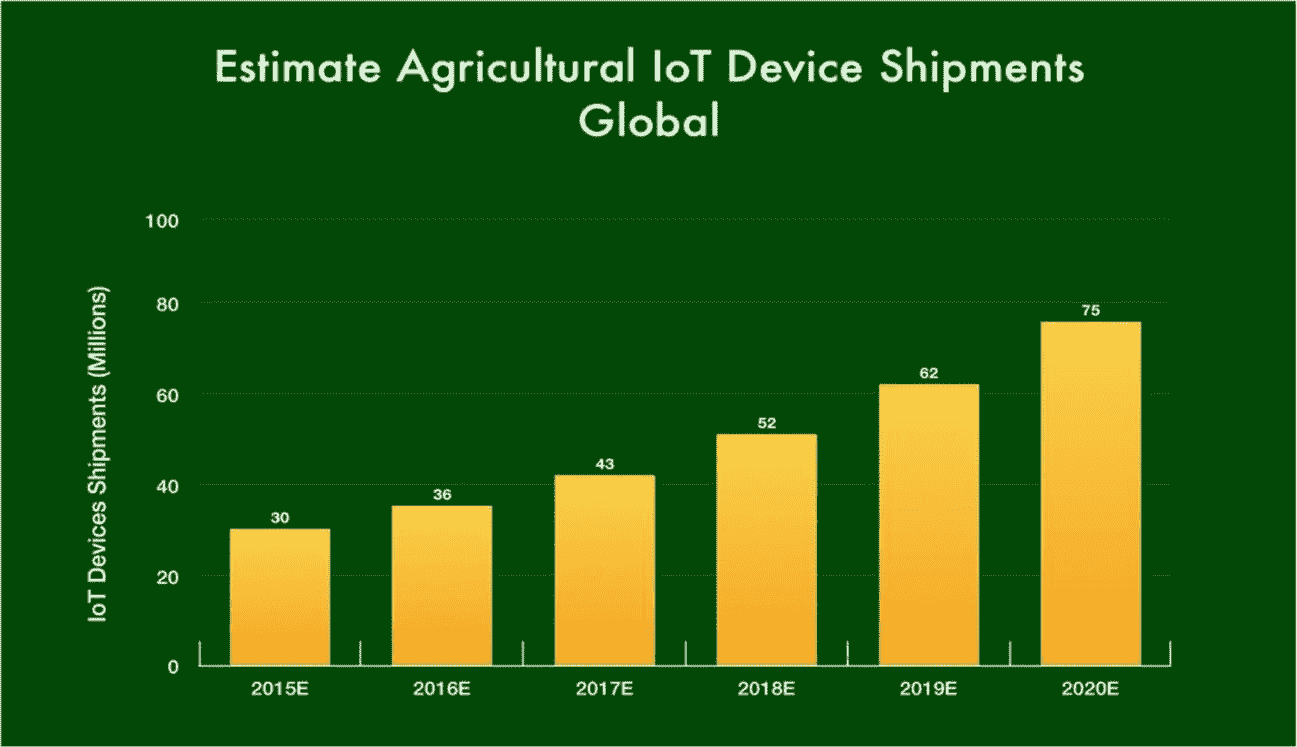 Estimate Agricultural IoT Device Shipments
Global
IoT Devices Shipments (Millions)
100
80
60
40
20
0
30
36
43
52
62
75
2015E
2016E
2017E
2018E
2019E
2020E